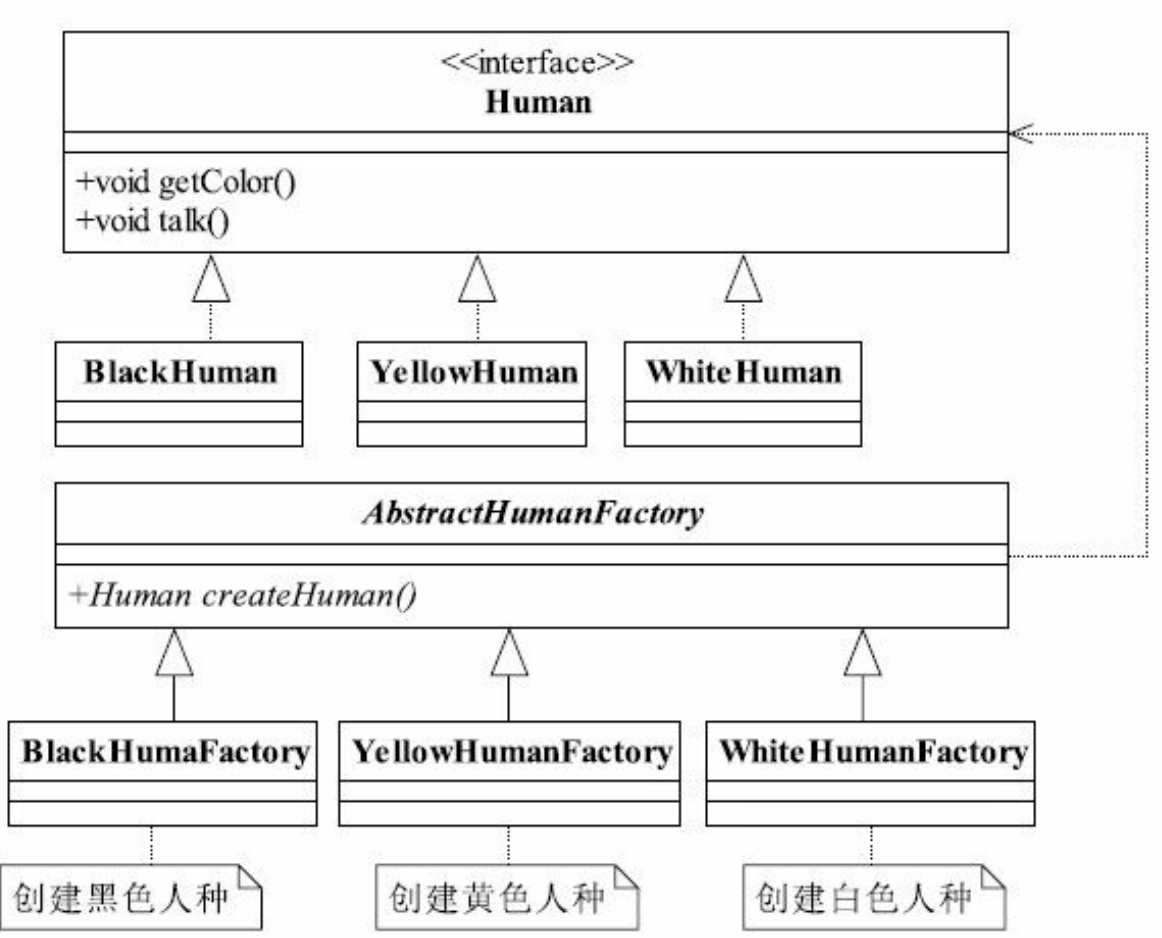 <<interface>>
Human
+void getColor()
+void talk()
BlackHuman
YellowHuman
WhiteHuman
AbstractHumanFactory
+Human createHuman()
BlackHumaFactory
YellowHumanFactory
WhiteHumanFactory
创建黑色人种
创建黄色人种
创建白色人种